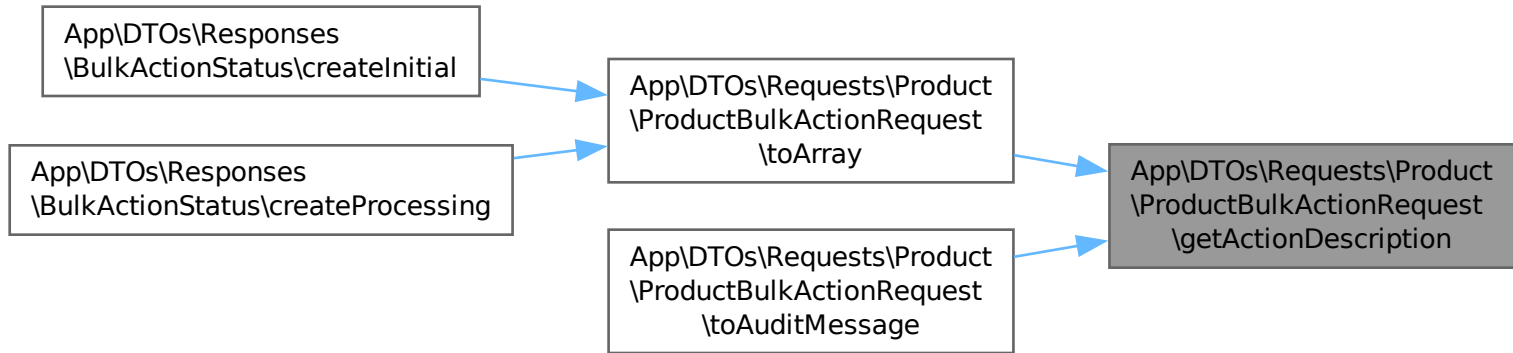 App\DTOs\Responses
\BulkActionStatus\createInitial
App\DTOs\Responses
\BulkActionStatus\createProcessing
App\DTOs\Requests\Product
\ProductBulkActionRequest
\toArray
App\DTOs\Requests\Product
\ProductBulkActionRequest
\toAuditMessage
App\DTOs\Requests\Product
\ProductBulkActionRequest
\getActionDescription